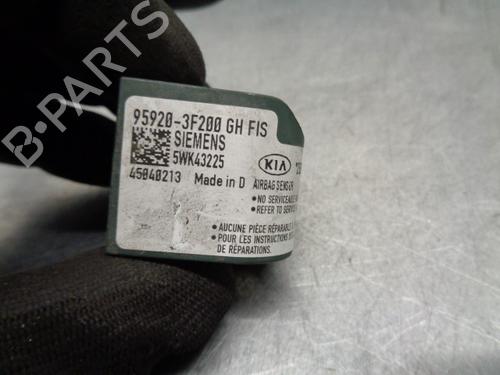 B-PARTS
95920-3F200 GH FIS
SIEMENS
5WK43225
45040213 Made in D
KIA
AIRBAG SENSOR
• NO SERVICEABLE
• REFER TO
• AUCUNE PIÈCE RÉPARABLE
• POUR LES INSTRUCTIONS
DE RÉPARATIONS.